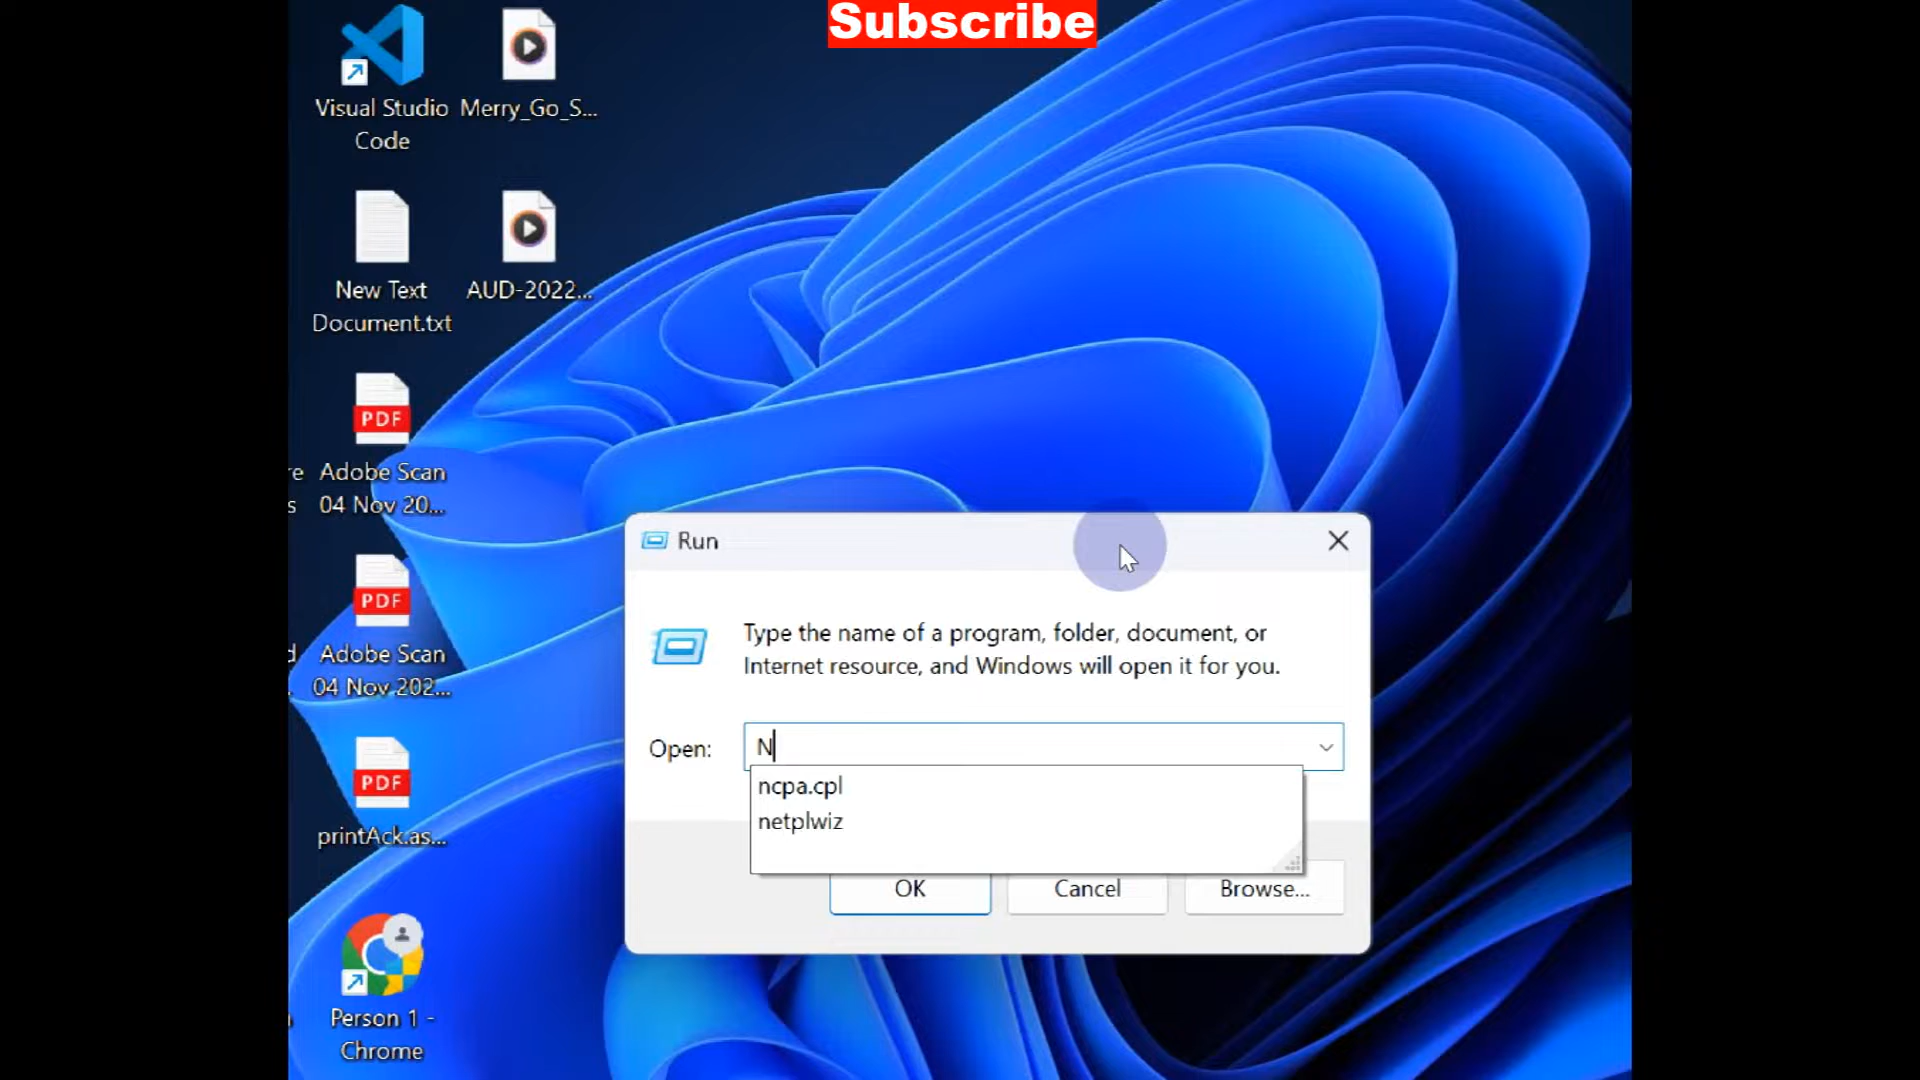 Subscribe
Visual Studio
Code
Merry_Go_S...
New Text
Document.txt
AUD-2022...
PDF
re Adobe Scan
s 04 Nov 20...
PDF
d Adobe Scan
04 Nov 202...
PDF
printAck.as...
Person 1 -
Chrome
Run
Type the name of a program, folder, document, or
Internet resource, and Windows will open it for you.
Open: N
ncpa.cpl
netplwiz
OK Cancel Browse...